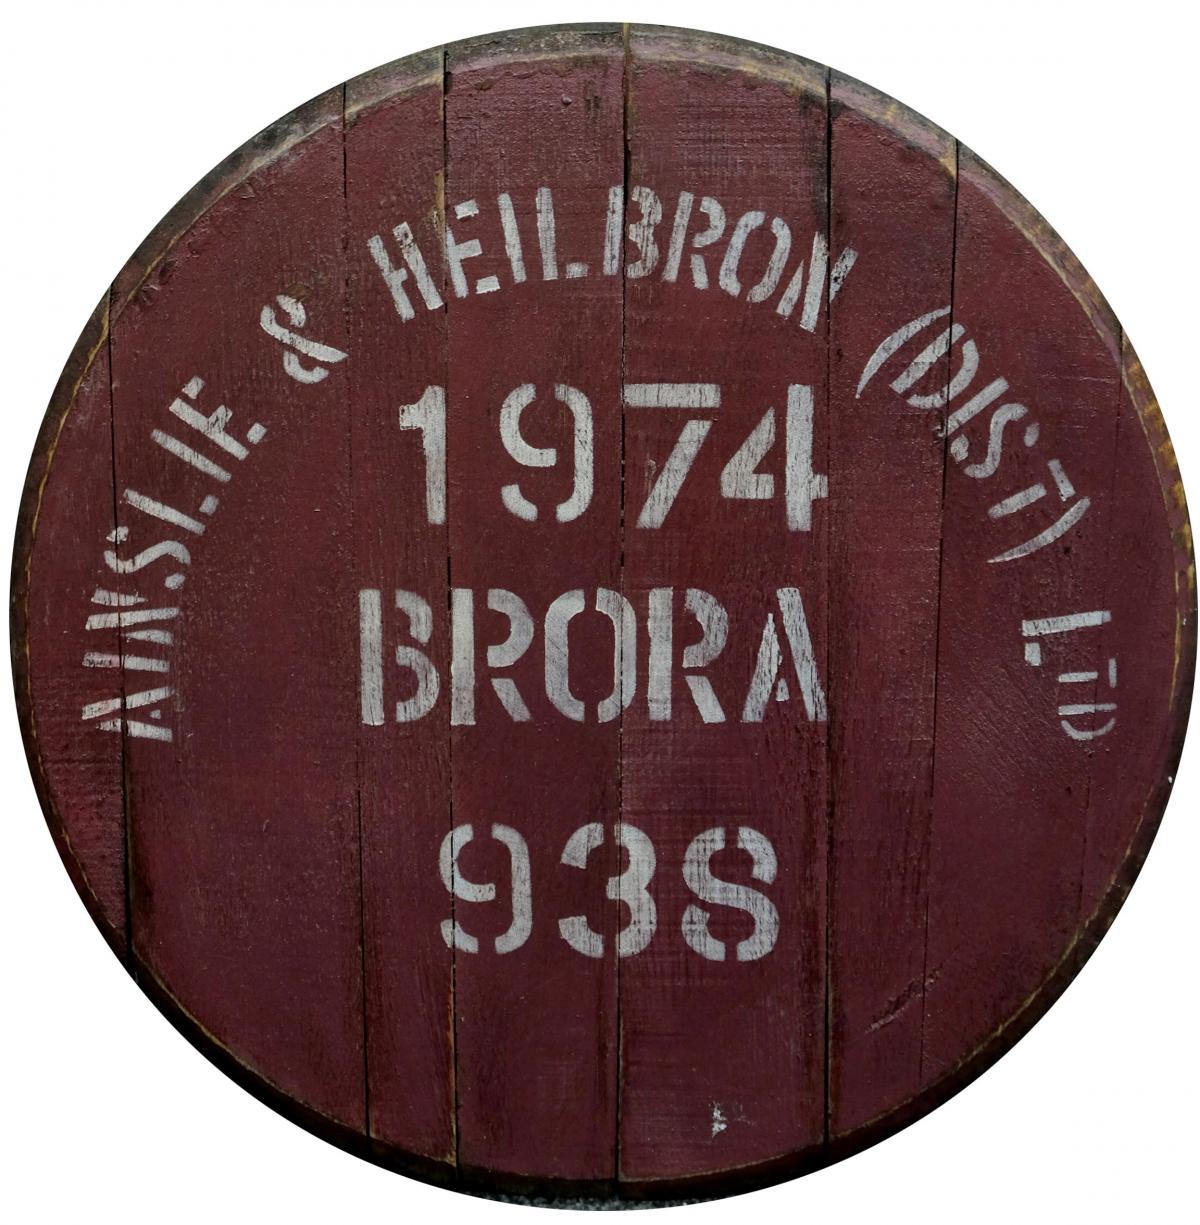 AINSLIE & HEILBRON (DIST) LTD
1974
BRORA
938